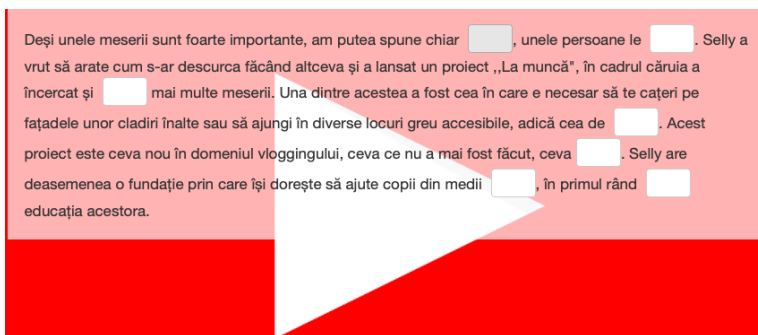 Deși unele meserii sunt foarte importante, am putea spune chiar , unele persoane le . Selly a
vrut să arate cum s-ar descurca făcând altceva și a lansat un proiect ,,La muncă", în cadrul căruia a
încercat și mai multe meserii. Una dintre acestea a fost cea în care e necesar să te cațeri pe
fațadele unor cladiri înalte sau să ajungi în diverse locuri greu accesibile, adică cea de . Acest
proiect este ceva nou în domeniul vloggingului, ceva ce nu a mai fost făcut, ceva . Selly are
deasemenea o fundație prin care își dorește să ajute copii din medii , în primul rând
educația acestora.